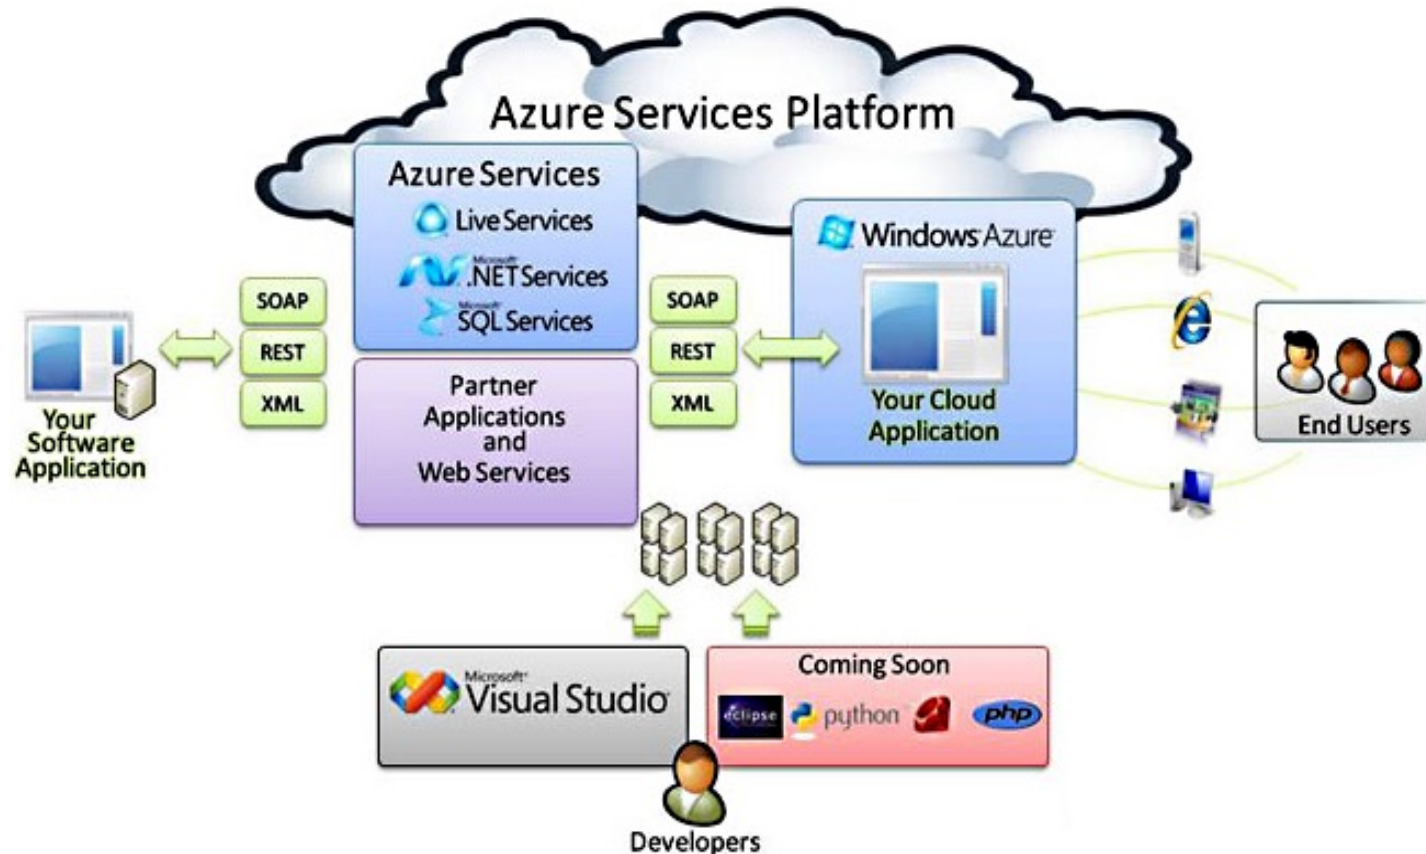 Azure Services Platform
Azure Services
Live Services
Microsoft®
.NET Services
Microsoft®
SQL Services
Partner
Applications
and
Web Services
SOAP
REST
XML
SOAP
REST
XML
Your
Software
Application
Windows Azure™
Your Cloud
Application
End Users
Microsoft®
Visual Studio®
Coming Soon
eclipse
python™
php
Developers